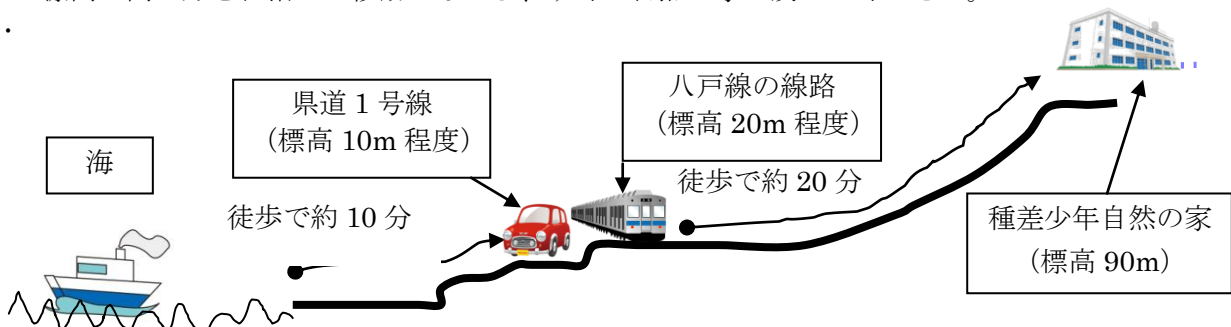 県道 1 号線
（標高 10m 程度）
八戸線の線路
（標高 20m 程度）
海
徒歩で約 10 分
徒歩で約 20 分
種差少年自然の家
（標高 90m）